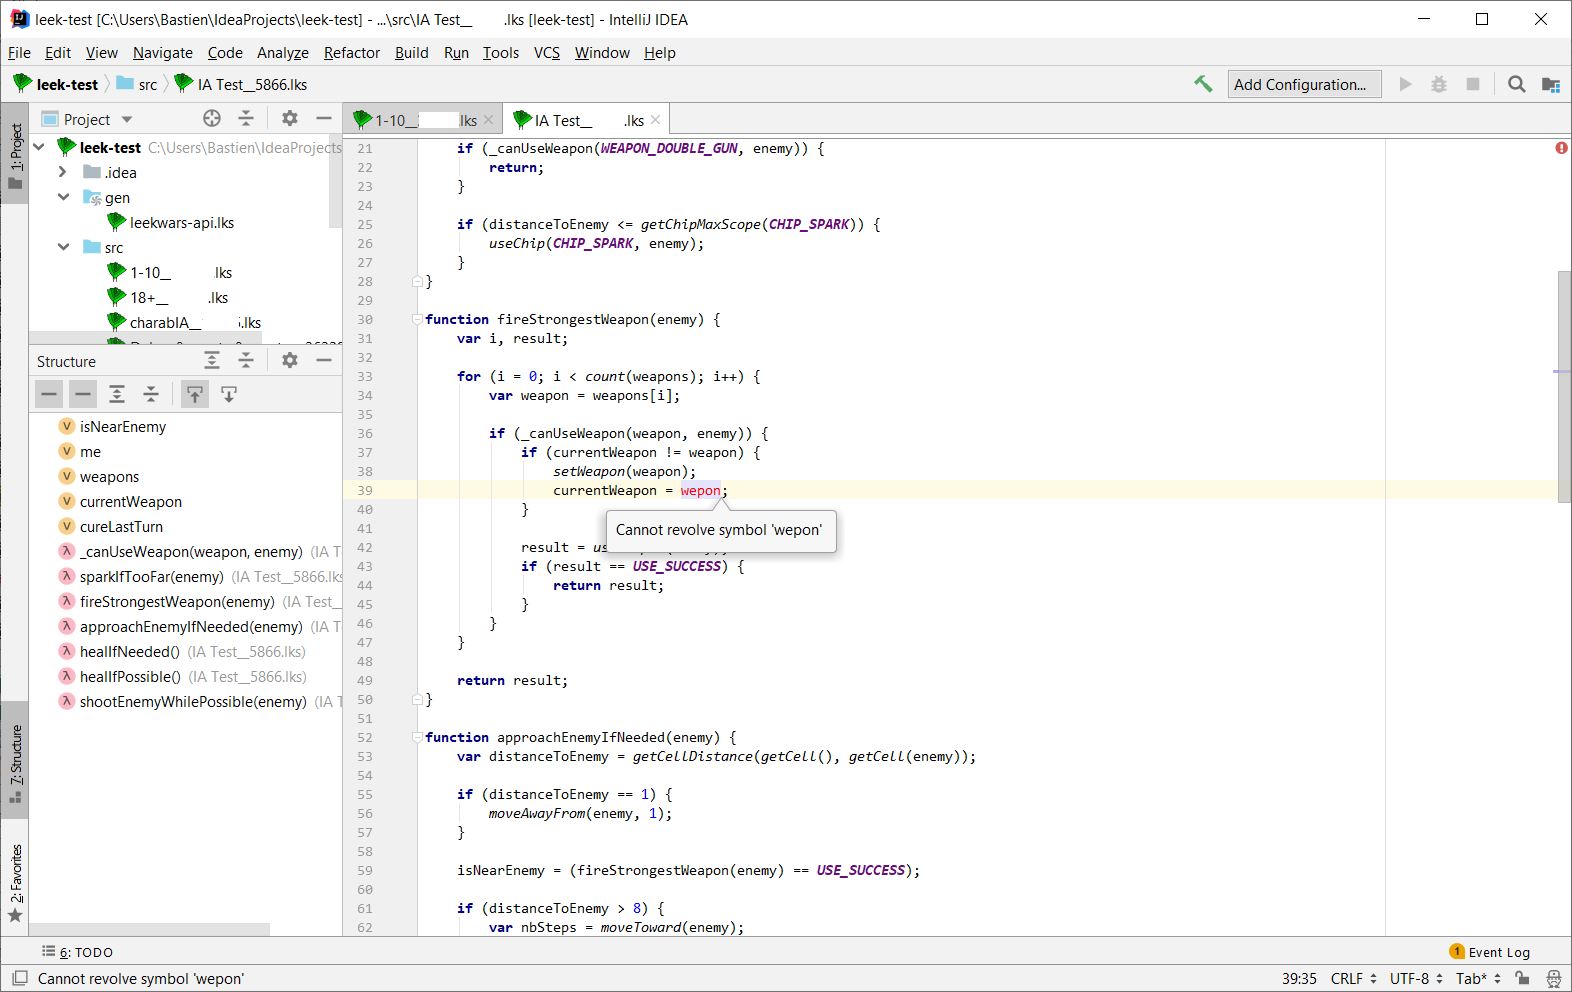 leek-test [C:\Users\Bastien\IdeaProjects\leek-test] - ...\src\IA Test__ .lks [leek-test] - IntelliJ IDEA
File Edit View Navigate Code Analyze Refactor Build Run Tools VCS Window Help
leek-test src IA Test__5866.lks Add Configuration...
Project
1-10__ .lks IA Test__ .lks
1: Project
leek-test C:\Users\Bastien\IdeaProjects
.idea
gen
leekwars-api.lks
src
1-10__ .lks
18+__ .lks
charabIA__ .lks
Structure
isNearEnemy
me
weapons
currentWeapon
cureLastTurn
_canUseWeapon(weapon, enemy) (IA T
sparkIfTooFar(enemy) (IA Test__5866.lks
fireStrongestWeapon(enemy) (IA Test__
approachEnemyIfNeeded(enemy) (IA T
healIfNeeded() (IA Test__5866.lks)
healIfPossible() (IA Test__5866.lks)
shootEnemyWhilePossible(enemy) (IA T
7: Structure
2: Favorites
21 if (_canUseWeapon(WEAPON_DOUBLE_GUN, enemy)) {
22 return;
23 }
24
25 if (distanceToEnemy <= getChipMaxScope(CHIP_SPARK)) {
26 useChip(CHIP_SPARK, enemy);
27 }
28 }
29
30 function fireStrongestWeapon(enemy) {
31 var i, result;
32
33 for (i = 0; i < count(weapons); i++) {
34 var weapon = weapons[i];
35
36 if (_canUseWeapon(weapon, enemy)) {
37 if (currentWeapon != weapon) {
38 setWeapon(weapon);
39 currentWeapon = wepon;
40 }
Cannot revolve symbol 'wepon'
41
42 result = us
43 if (result == USE_SUCCESS) {
44 return result;
45 }
46 }
47 }
48
49 return result;
50 }
51
52 function approachEnemyIfNeeded(enemy) {
53 var distanceToEnemy = getCellDistance(getCell(), getCell(enemy));
54
55 if (distanceToEnemy == 1) {
56 moveAwayFrom(enemy, 1);
57 }
58
59 isNearEnemy = (fireStrongestWeapon(enemy) == USE_SUCCESS);
60
61 if (distanceToEnemy > 8) {
62 var nbSteps = moveToward(enemy);
6: TODO 1 Event Log
Cannot revolve symbol 'wepon' 39:35 CRLF UTF-8 Tab*